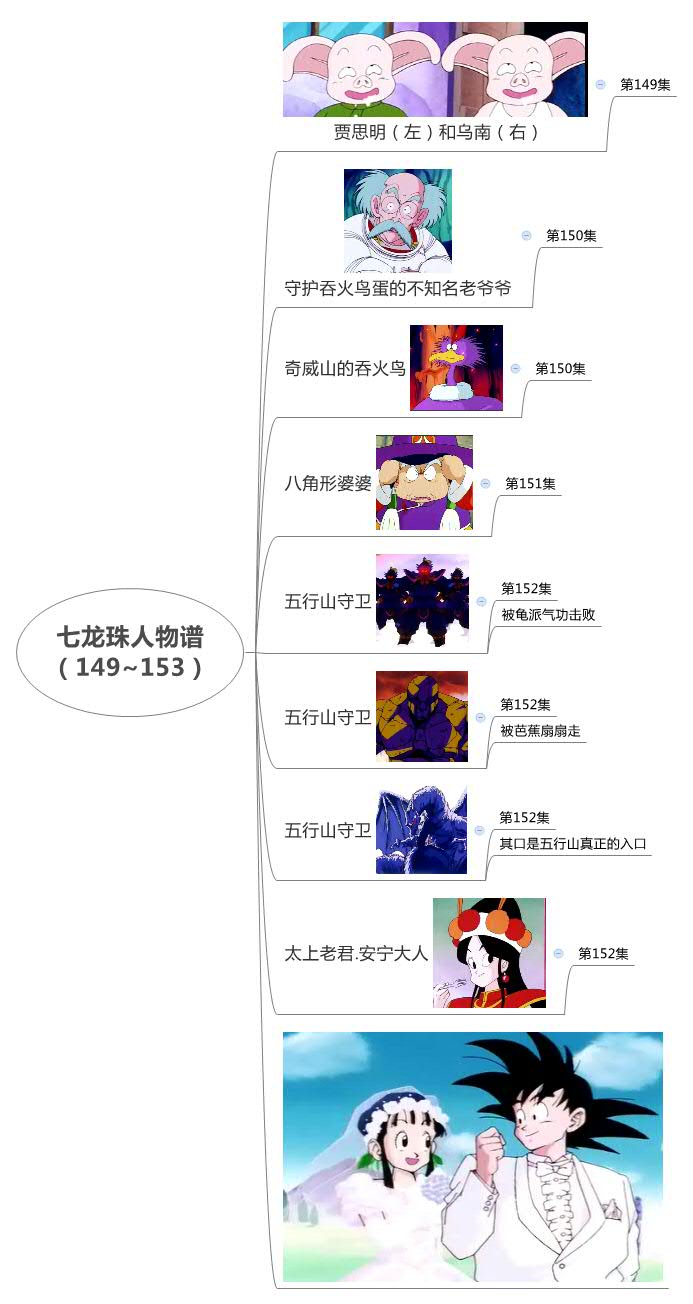 第149集
贾思明（左）和乌南（右）
第150集
守护吞火鸟蛋的不知名老爷爷
奇威山的吞火鸟
第150集
八角形婆婆
第151集
五行山守卫
第152集
被龟派气功击败
七龙珠人物谱
（149~153）
五行山守卫
第152集
被芭蕉扇扇走
五行山守卫
第152集
其口是五行山真正的入口
太上老君.安宁大人
第152集